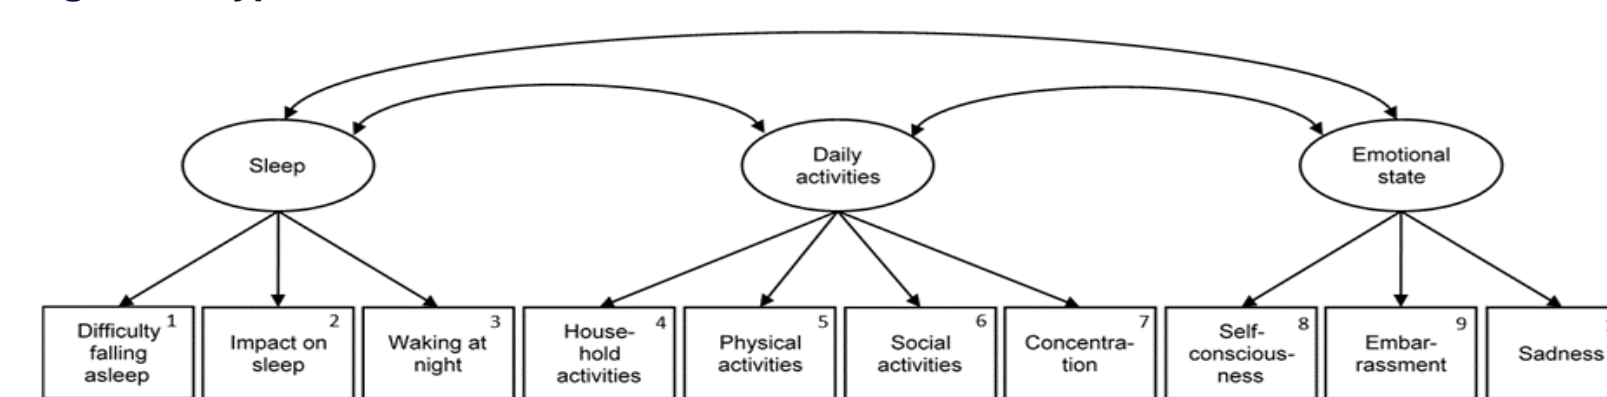 Sleep
Daily
activities
Emotional
state
Difficulty 1
falling
asleep
2
Impact on
sleep
3
Waking at
night
House- 4
hold
activities
5
Physical
activities
6
Social
activities
7
Concentra-
tion
Self- 8
conscious-
ness
9
Embar-
rassment
Sadness